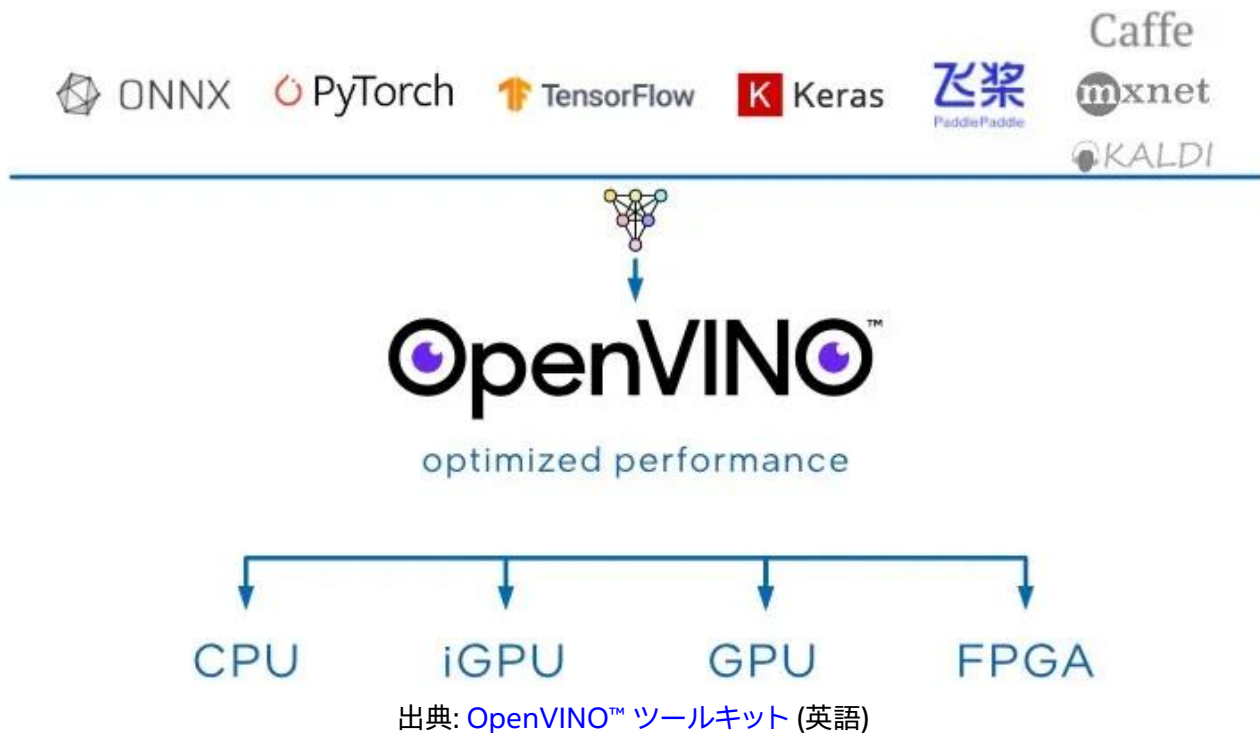 ONNX
PyTorch
TensorFlow
K Keras
飞桨
PaddlePaddle
Caffe
mxnet
KALDI
OpenVINO™
optimized performance
CPU
iGPU
GPU
FPGA
出典: OpenVINO™ ツールキット (英語)